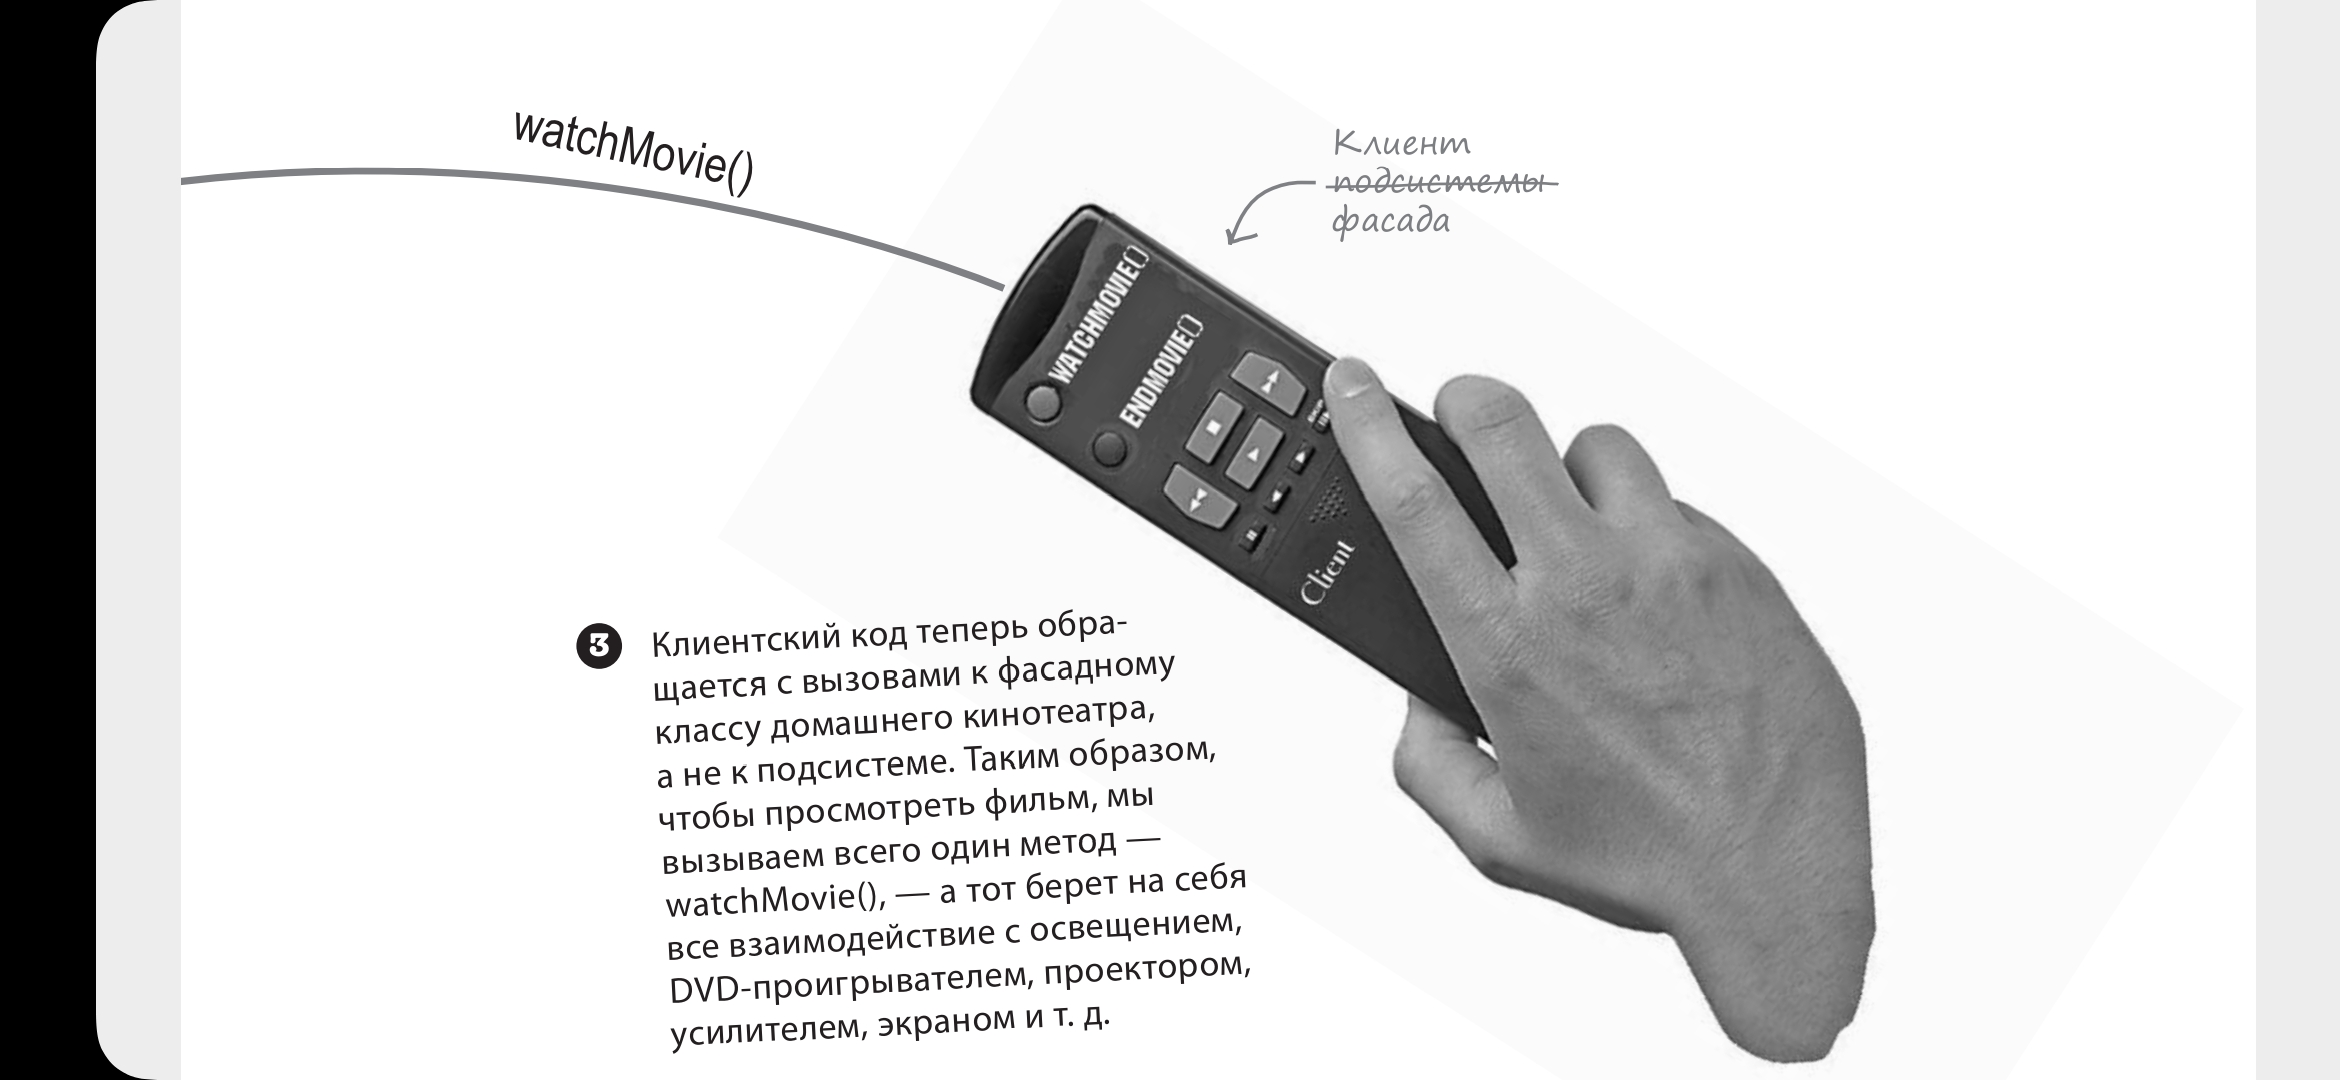 watchMovie()
Клиент
подсистемы
фасада
WATCHMOVIE()
ENDMOVIE()
Client
3
Клиентский код теперь обра-
щается с вызовами к фасадному
классу домашнего кинотеатра,
а не к подсистеме. Таким образом,
чтобы просмотреть фильм, мы
вызываем всего один метод —
watchMovie(), — а тот берет на себя
все взаимодействие с освещением,
DVD-проигрывателем, проектором,
усилителем, экраном и т. д.